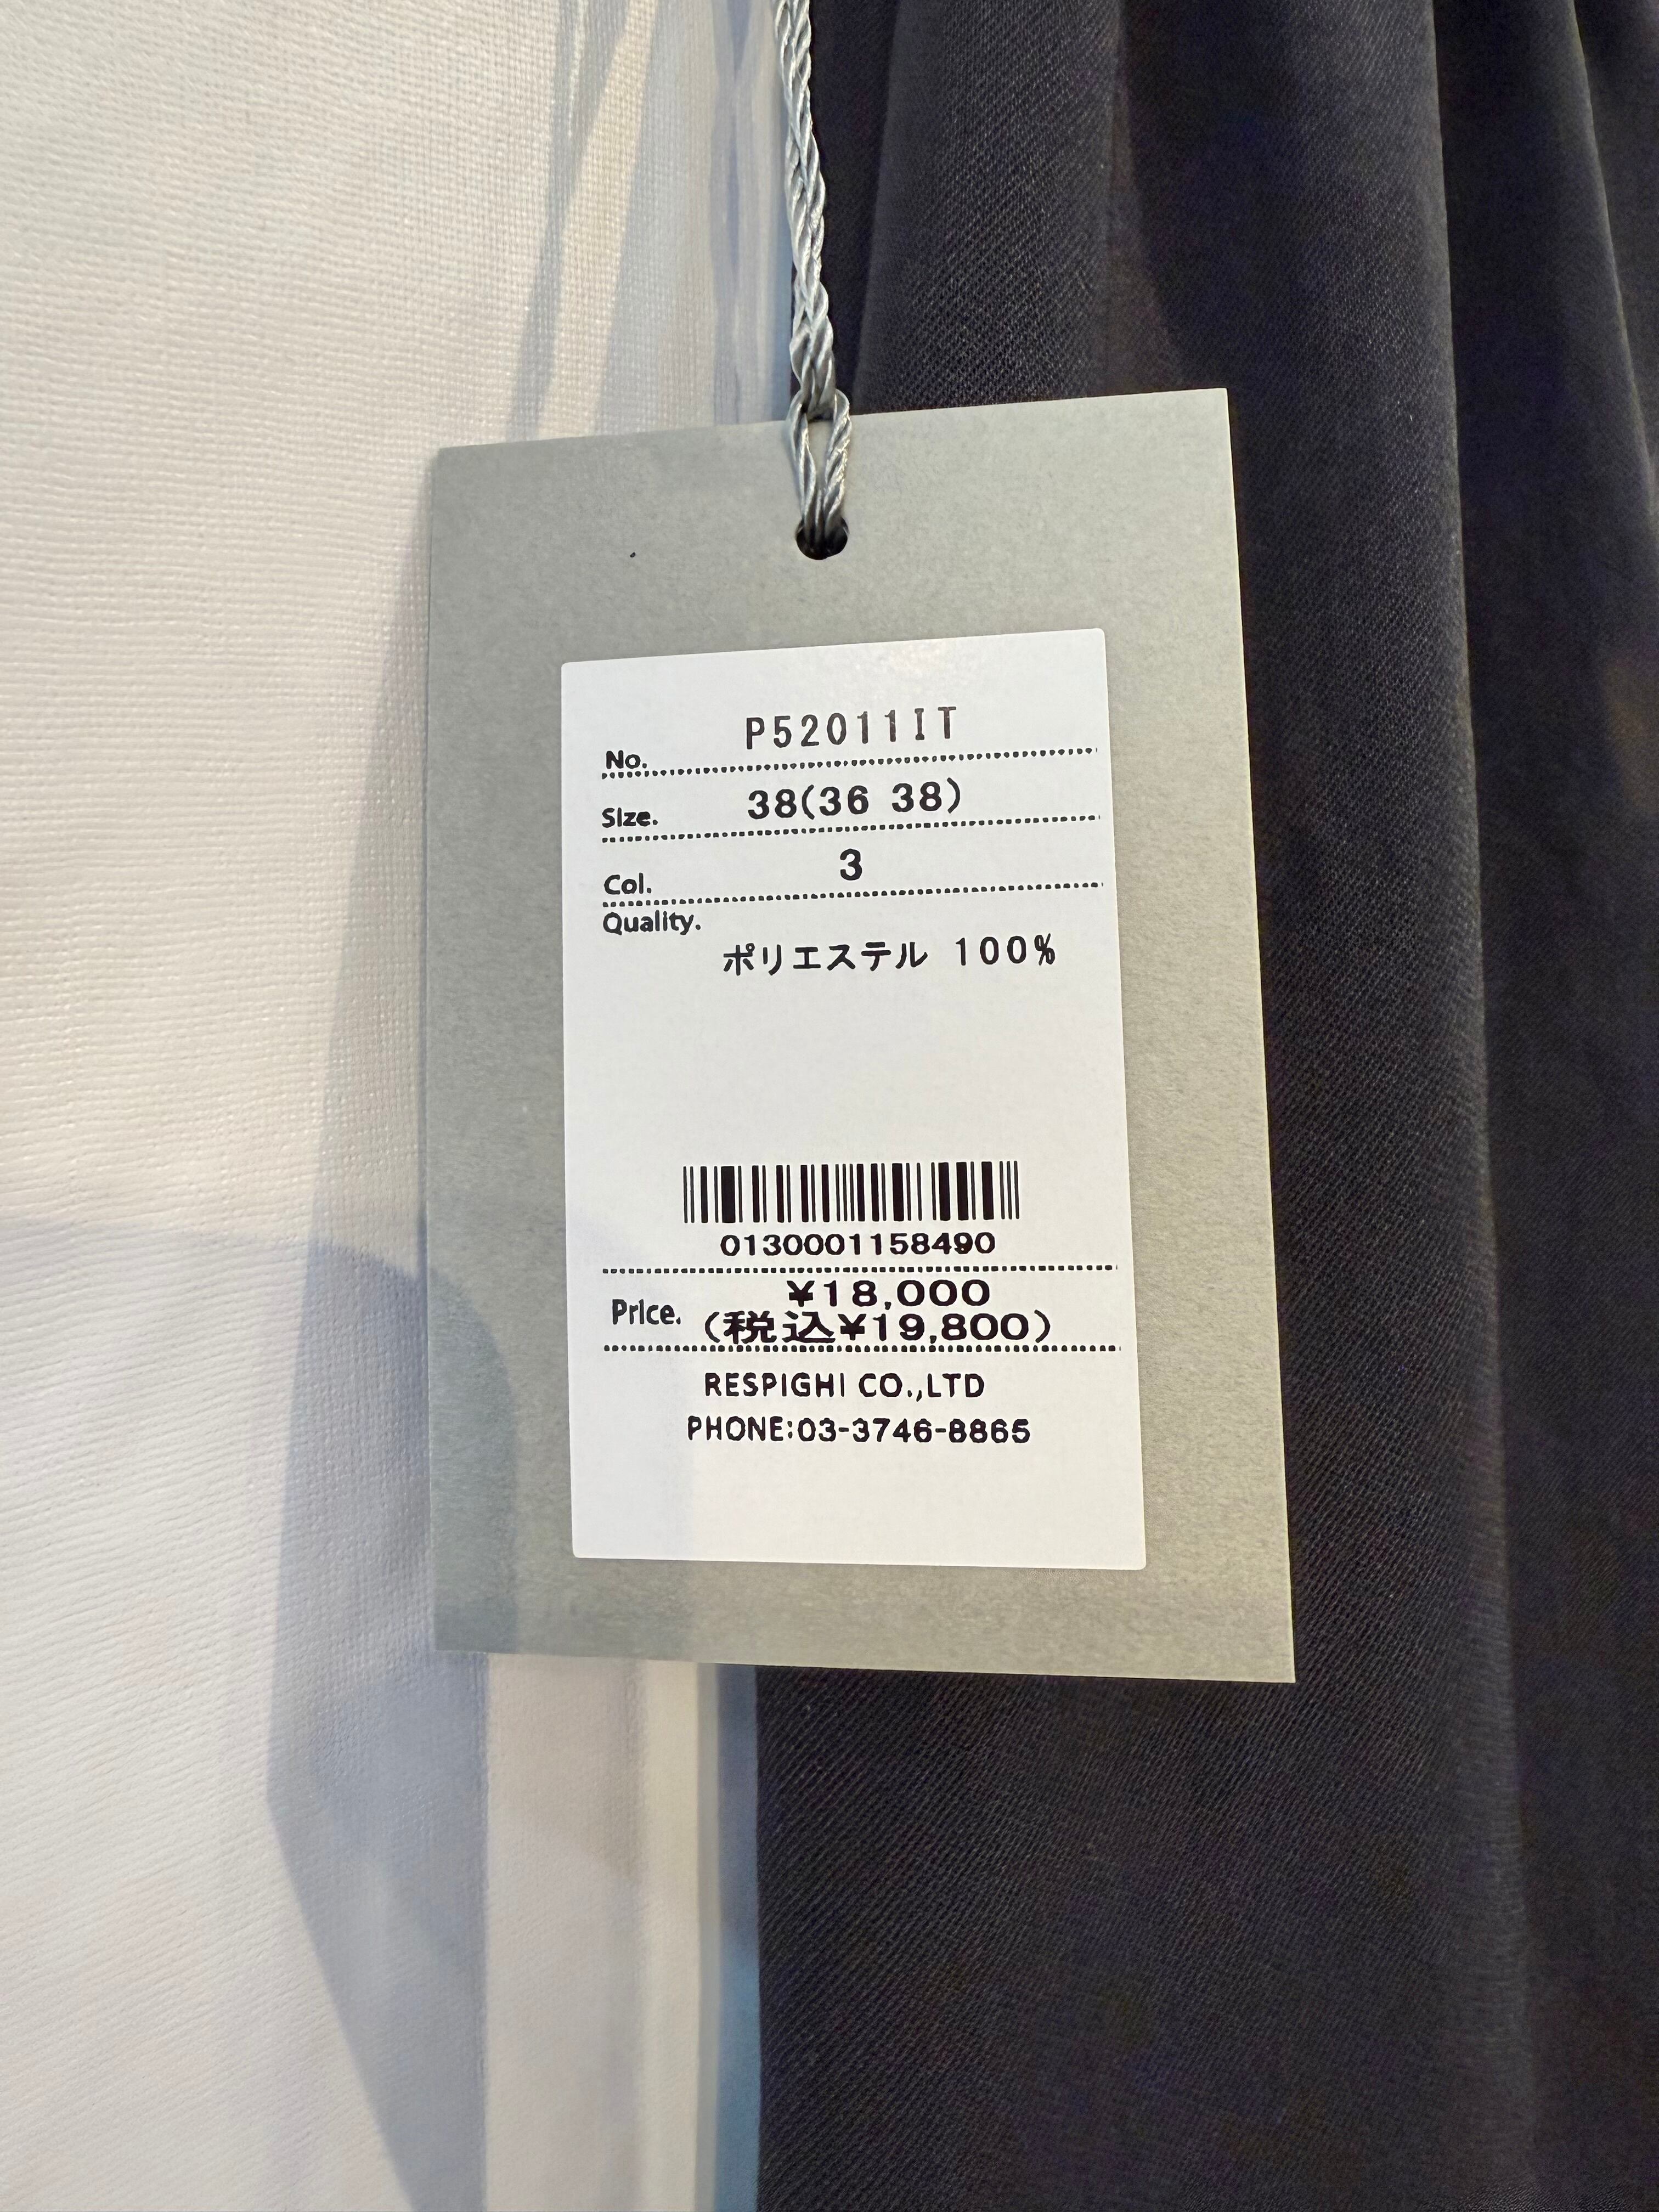 P52011IT
No.
Size. 38(36 38)
Col. 3
Quality.
ポリエステル 100%
0130001158490
¥18,000
Price. (税込¥19,800)
RESPIGHI CO.,LTD
PHONE:03-3746-8865